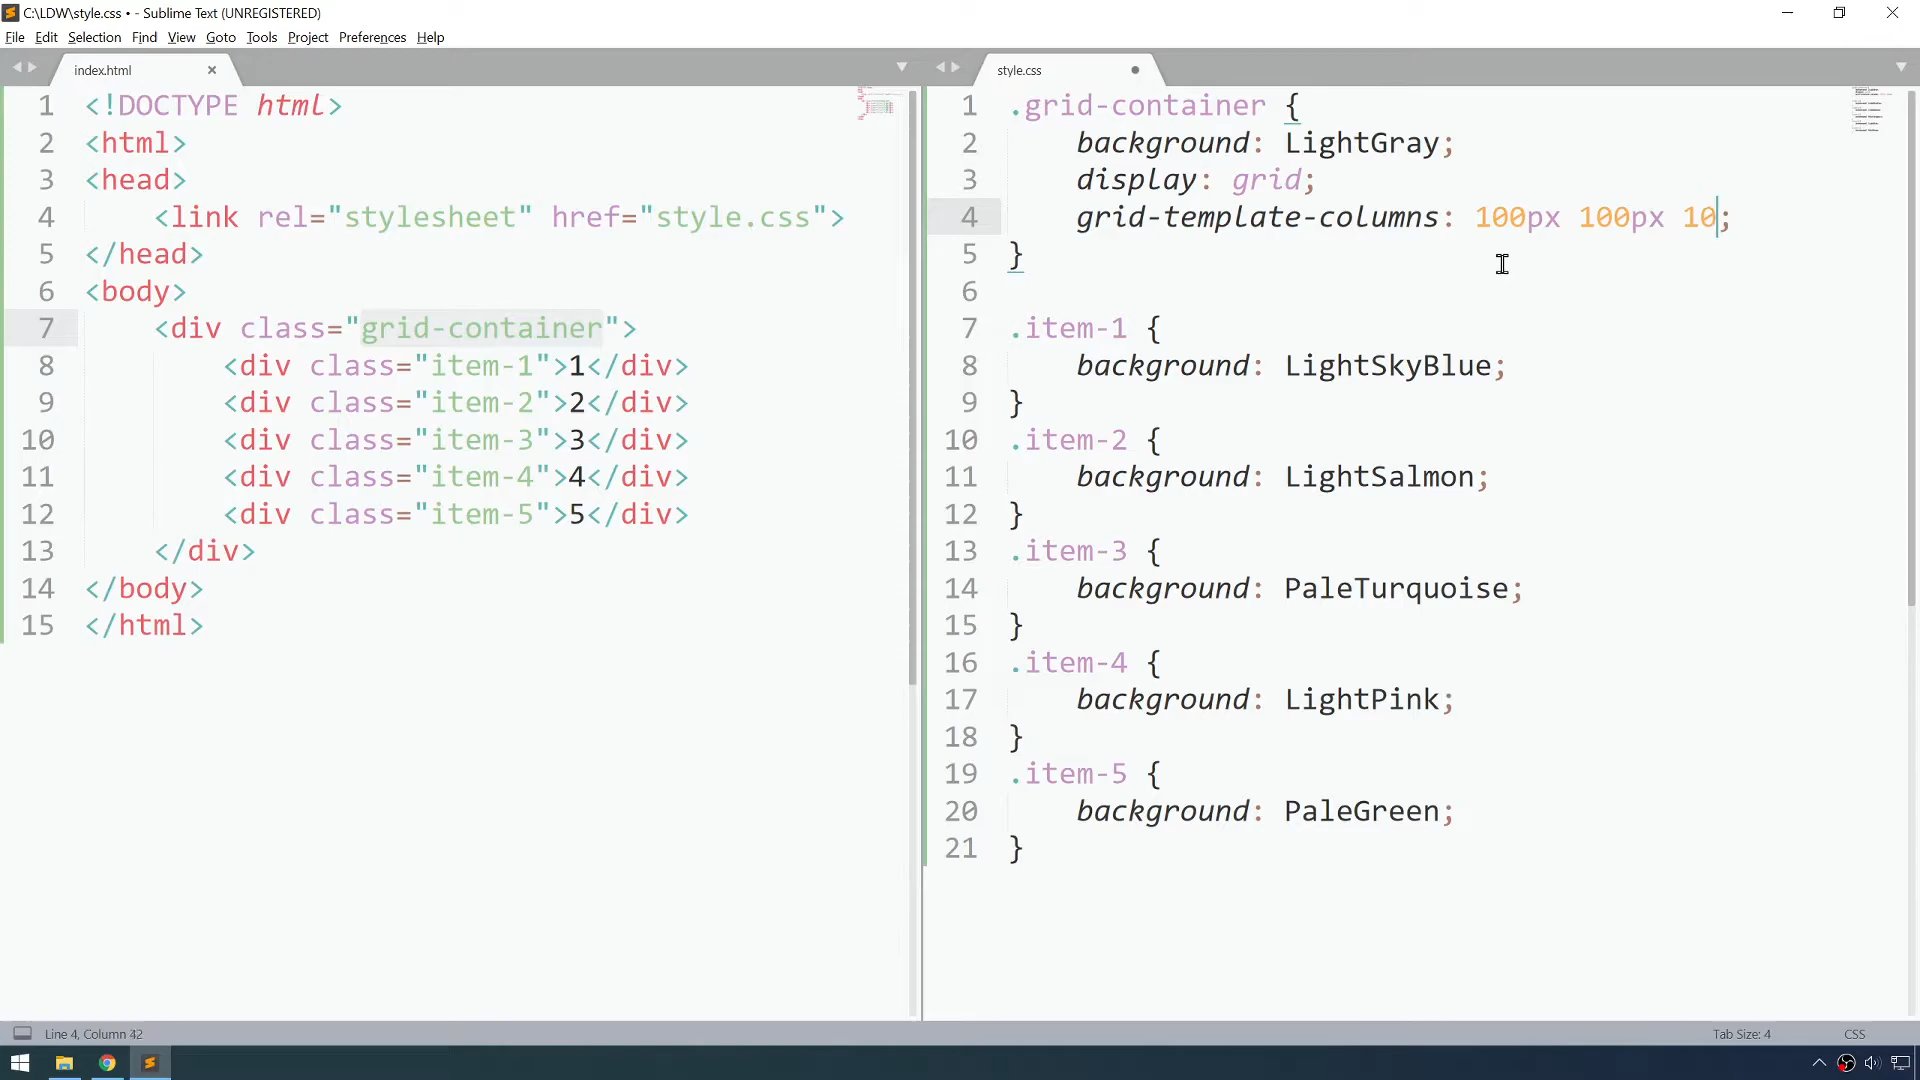 C:\LDW\style.css • - Sublime Text (UNREGISTERED)
File Edit Selection Find View Goto Tools Project Preferences Help
index.html
1 <!DOCTYPE html>
2 <html>
3 <head>
4 <link rel="stylesheet" href="style.css">
5 </head>
6 <body>
7 <div class="grid-container">
8 <div class="item-1">1</div>
9 <div class="item-2">2</div>
10 <div class="item-3">3</div>
11 <div class="item-4">4</div>
12 <div class="item-5">5</div>
13 </div>
14 </body>
15 </html>
style.css
1 .grid-container {
2 background: LightGray;
3 display: grid;
4 grid-template-columns: 100px 100px 10;
5 }
6
7 .item-1 {
8 background: LightSkyBlue;
9 }
10 .item-2 {
11 background: LightSalmon;
12 }
13 .item-3 {
14 background: PaleTurquoise;
15 }
16 .item-4 {
17 background: LightPink;
18 }
19 .item-5 {
20 background: PaleGreen;
21 }
Line 4, Column 42
Tab Size: 4
CSS